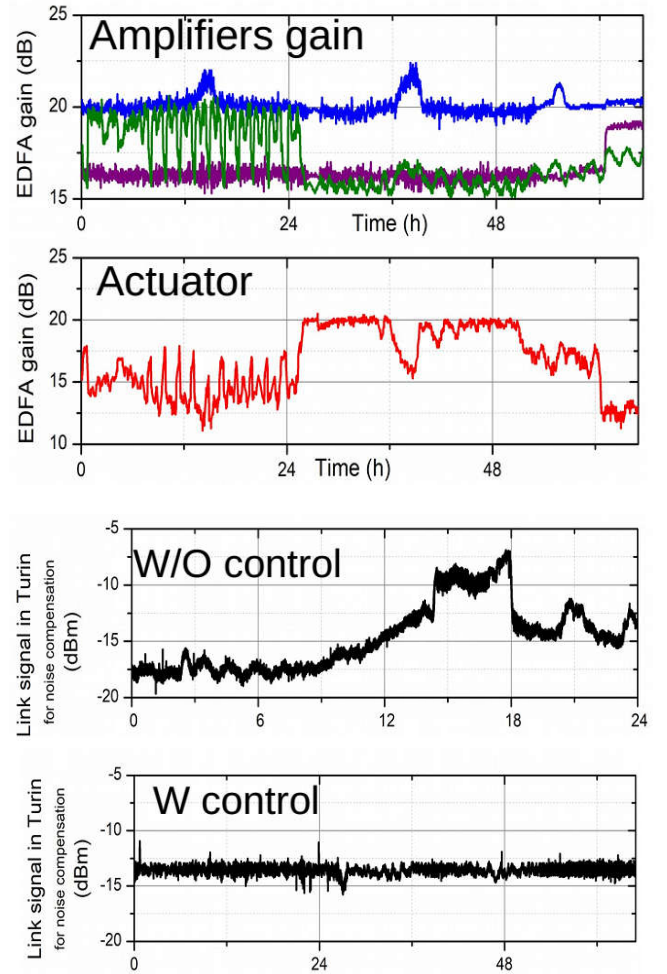 Amplifiers gain
EDFA gain (dB)
25
20
15
0
24
48
Time (h)
Actuator
EDFA gain (dB)
25
20
15
10
0
24
48
Time (h)
W/O control
Link signal in Turin
for noise compensation
(dBm)
-5
-10
-15
-20
0
6
12
18
24
W control
Link signal in Turin
for noise compensation
(dBm)
-5
-10
-15
-20
0
24
48